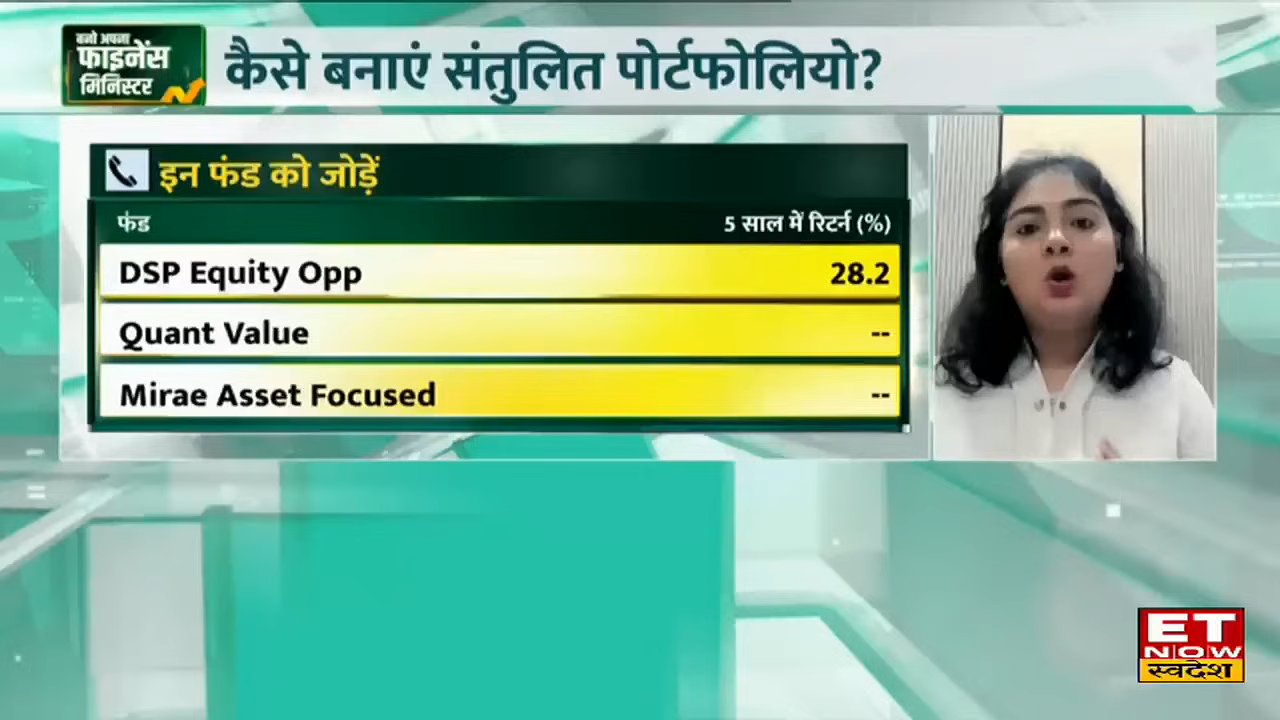 बनो अपना
फाइनेंस
मिनिस्टर
कैसे बनाएं संतुलित पोर्टफोलियो?
इन फंड को जोड़ें
फंड 5 साल में रिटर्न (%)
DSP Equity Opp 28.2
Quant Value --
Mirae Asset Focused --
ET
NOW
स्वदेश